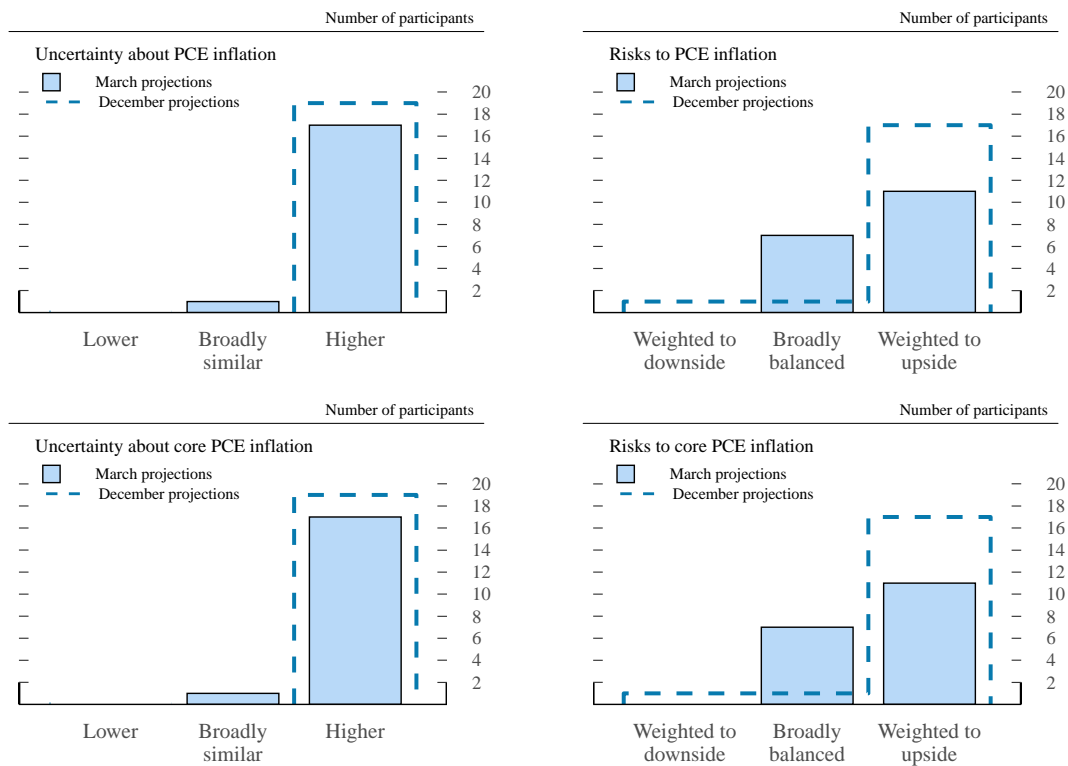 Number of participants
Uncertainty about PCE inflation
March projections
December projections
20
18
16
14
12
10
8
6
4
2
Lower
Broadly
similar
Higher
Number of participants
Risks to PCE inflation
March projections
December projections
20
18
16
14
12
10
8
6
4
2
Weighted to
downside
Broadly
balanced
Weighted to
upside
Number of participants
Uncertainty about core PCE inflation
March projections
December projections
20
18
16
14
12
10
8
6
4
2
Lower
Broadly
similar
Higher
Number of participants
Risks to core PCE inflation
March projections
December projections
20
18
16
14
12
10
8
6
4
2
Weighted to
downside
Broadly
balanced
Weighted to
upside